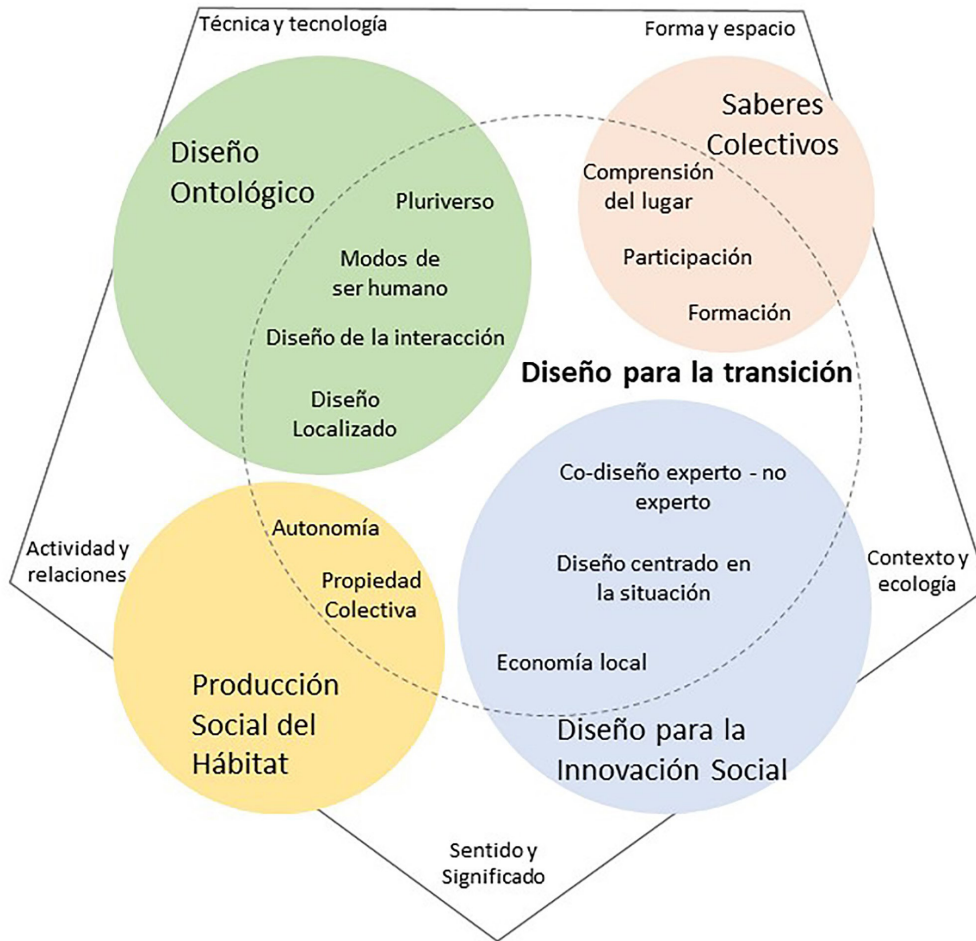 Técnica y tecnología
Forma y espacio
Diseño
Ontológico
Pluriverso
Modos de
ser humano
Diseño de la interacción
Diseño
Localizado
Saberes
Colectivos
Comprensión
del lugar
Participación
Formación
Diseño para la transición
Co-diseño experto - no
experto
Diseño centrado en
la situación
Economía local
Diseño para la
Innovación Social
Autonomía
Propiedad
Colectiva
Producción
Social del
Hábitat
Actividad y
relaciones
Contexto y
ecología
Sentido y
Significado